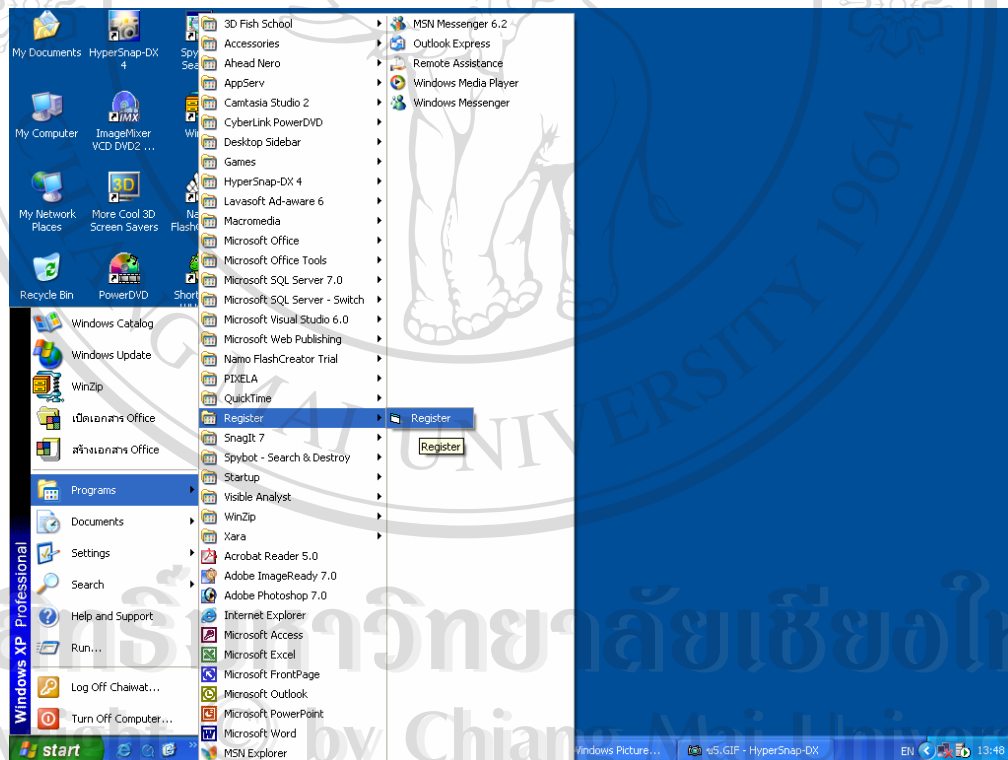 My Documents
HyperSnap-DX 4
My Computer
ImageMixer VCD DVD2 ...
My Network Places
More Cool 3D Screen Savers
Recycle Bin
PowerDVD
Windows Catalog
Windows Update
WinZip
เปิดเอกสาร Office
สร้างเอกสาร Office
Programs
Documents
Settings
Search
Help and Support
Run...
Log Off Chaiwat...
Turn Off Computer...
Windows XP Professional
3D Fish School
Accessories
Ahead Nero
AppServ
Camtasia Studio 2
CyberLink PowerDVD
Desktop Sidebar
Games
HyperSnap-DX 4
Lavasoft Ad-aware 6
Macromedia
Microsoft Office
Microsoft Office Tools
Microsoft SQL Server 7.0
Microsoft SQL Server - Switch
Microsoft Visual Studio 6.0
Microsoft Web Publishing
Namo FlashCreator Trial
PIXELA
QuickTime
Register
SnagIt 7
Spybot - Search & Destroy
Startup
Visible Analyst
WinZip
Xara
Acrobat Reader 5.0
Adobe ImageReady 7.0
Adobe Photoshop 7.0
Internet Explorer
Microsoft Access
Microsoft Excel
Microsoft FrontPage
Microsoft Outlook
Microsoft PowerPoint
Microsoft Word
MSN Explorer
MSN Messenger 6.2
Outlook Express
Remote Assistance
Windows Media Player
Windows Messenger
Register
Register
start
Windows Picture...
ข5.GIF - HyperSnap-DX
EN
13:48
MAI UNIVERSITY 1964
by Chiang Mai